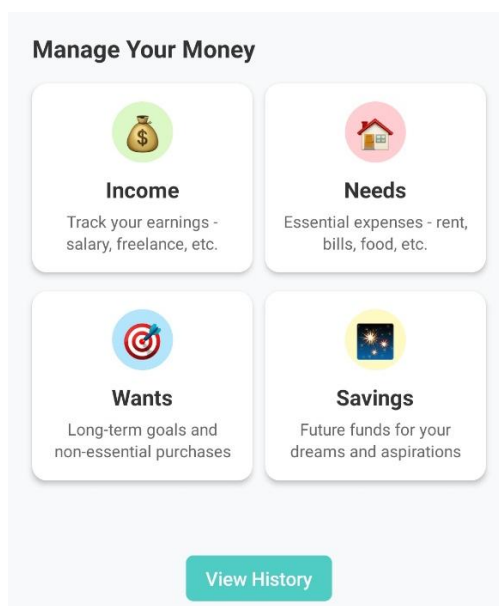 Manage Your Money
Income
Track your earnings -
salary, freelance, etc.
Needs
Essential expenses - rent,
bills, food, etc.
Wants
Long-term goals and
non-essential purchases
Savings
Future funds for your
dreams and aspirations
View History